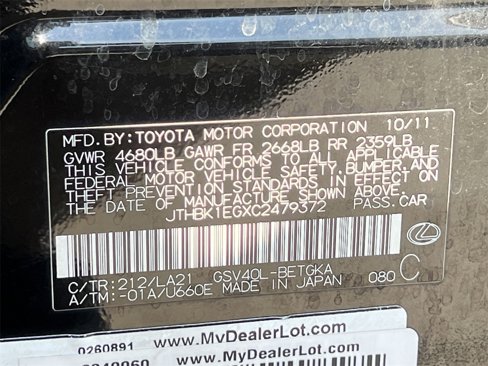 MFD.BY:TOYOTA MOTOR CORPORATION 10/11
GVWR 4680LB GAWR FR 2668LB RR 2359LB
THIS VEHICLE CONFORMS TO ALL APPLICABLE
FEDERAL MOTOR VEHICLE SAFETY,BUMPER,AND
THEFT PREVENTION STANDARDS IN EFFECT ON
THE DATE OF MANUFACTURE SHOWN ABOVE.
JTHBK1EGXC2479372 PASS.CAR
C/TR:212/LA21 GSV40L-BETGKA
A/TM:-01A/U660E MADE IN JAPAN 080 C
www.MyDealerLot.com
0260891
www.MyDealerLot.com